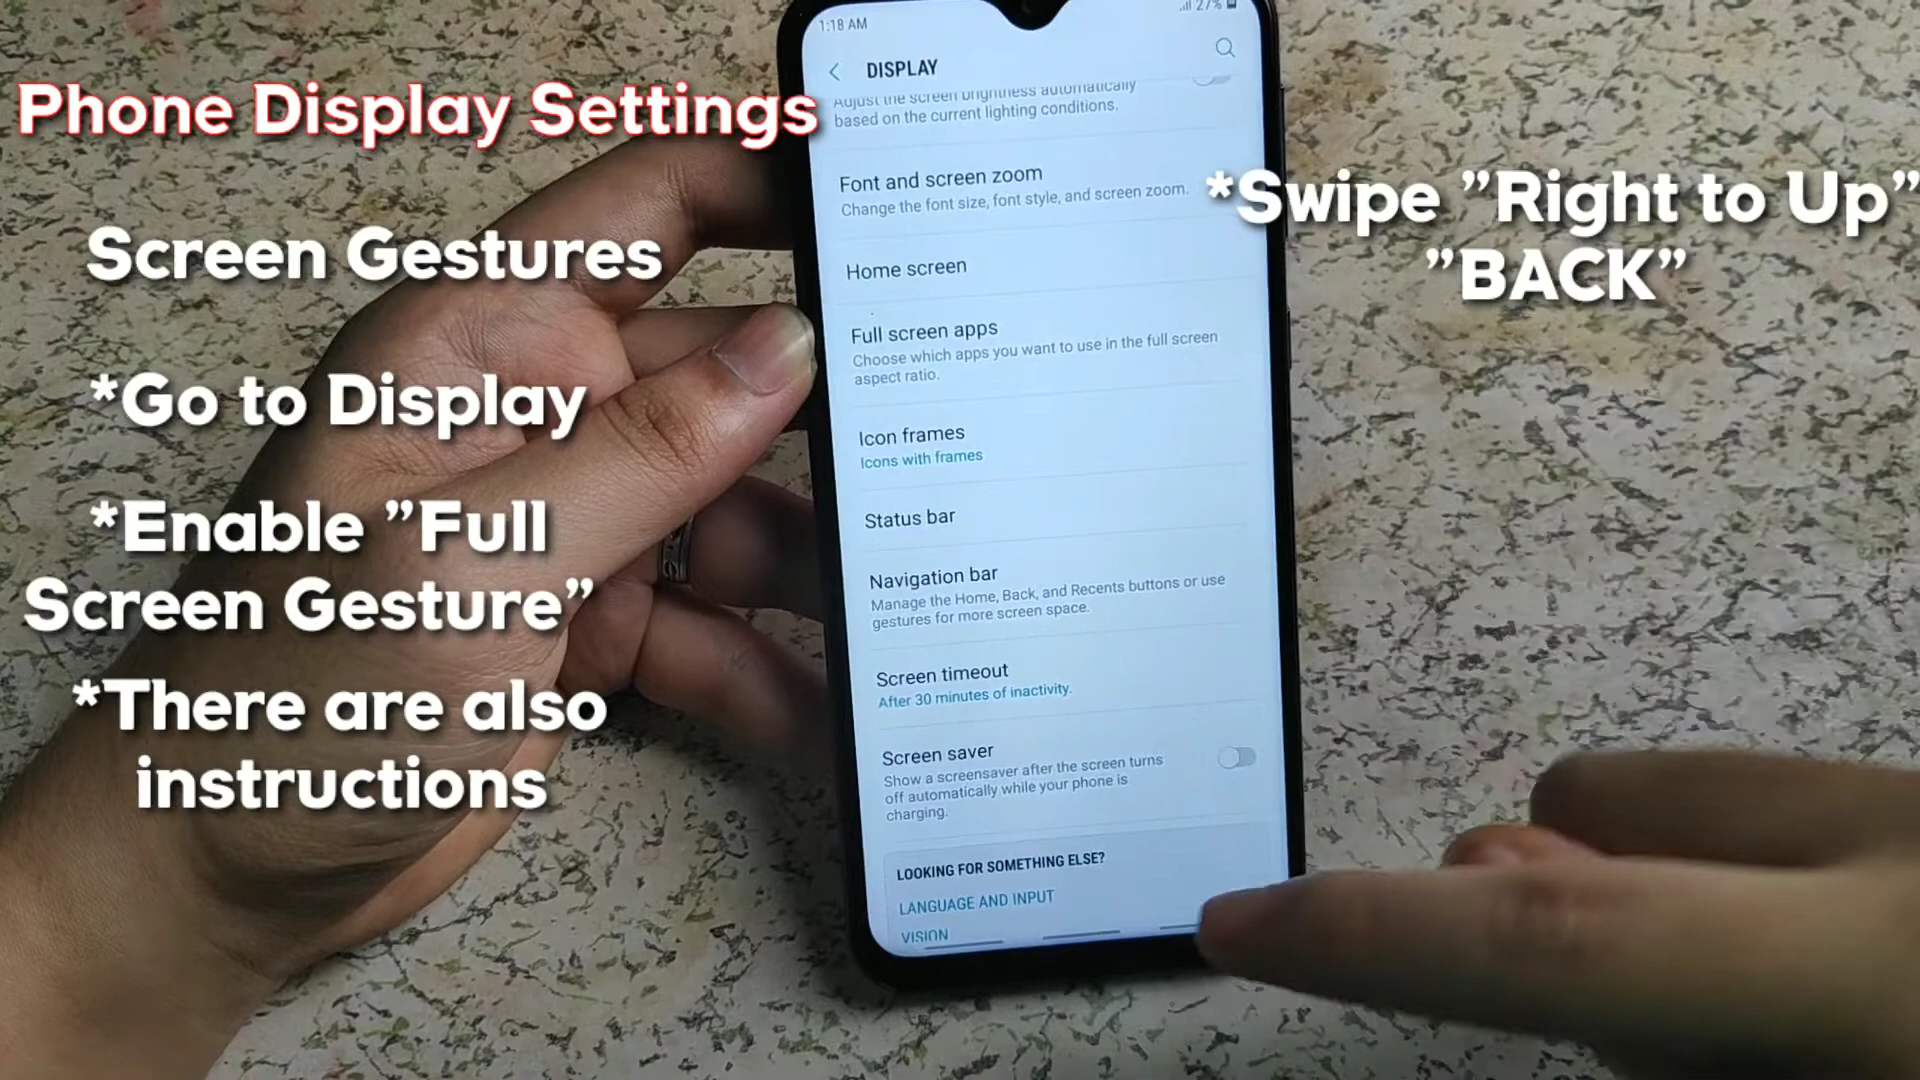 Phone Display Settings
Screen Gestures
*Go to Display
*Enable "Full
Screen Gesture"
*There are also
instructions
*Swipe "Right to Up"
"BACK"
1:18 AM
27%
DISPLAY
Adjust the screen brightness automatically
based on the current lighting conditions.
Font and screen zoom
Change the font size, font style, and screen zoom.
Home screen
Full screen apps
Choose which apps you want to use in the full screen
aspect ratio.
Icon frames
Icons with frames
Status bar
Navigation bar
Manage the Home, Back, and Recents buttons or use
gestures for more screen space.
Screen timeout
After 30 minutes of inactivity.
Screen saver
Show a screensaver after the screen turns
off automatically while your phone is
charging.
LOOKING FOR SOMETHING ELSE?
LANGUAGE AND INPUT
VISION